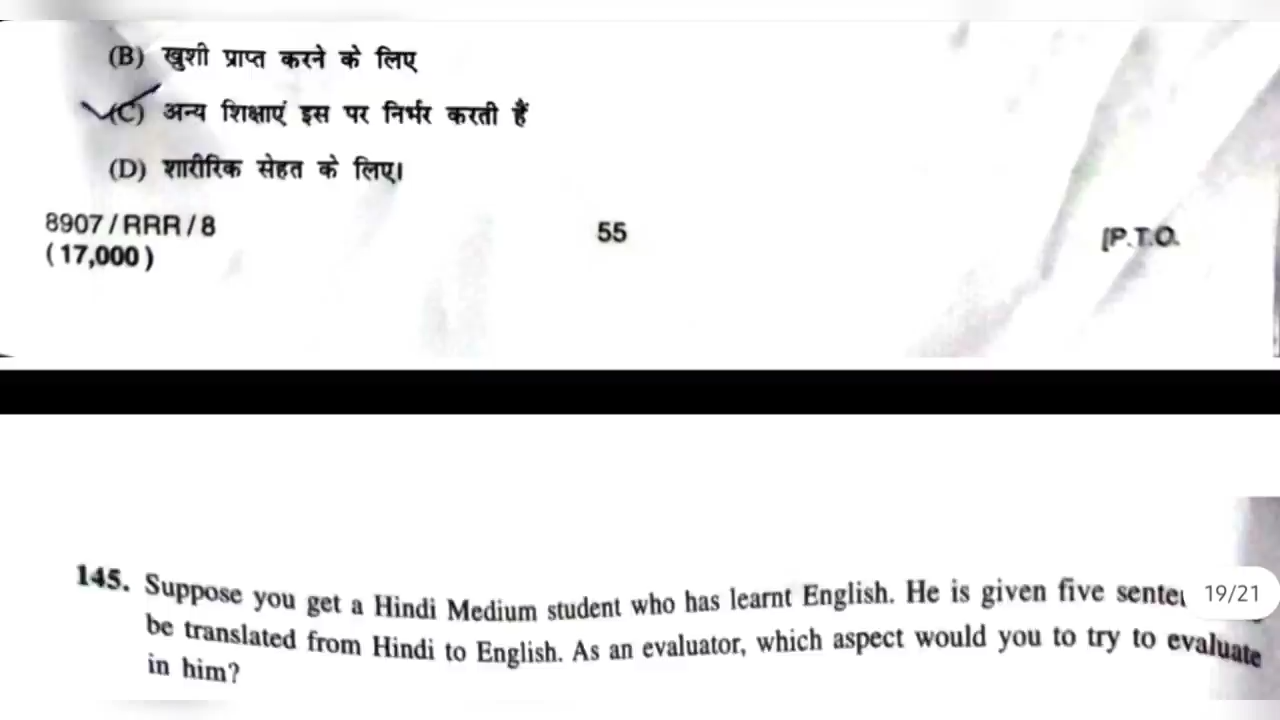 (B) खुशी प्राप्त करने के लिए
(C) अन्य शिक्षाएं इस पर निर्भर करती हैं
(D) शारीरिक सेहत के लिए।
8907/RRR/8
(17,000)
55
[P.T.O.
145. Suppose you get a Hindi Medium student who has learnt English. He is given five
19/21
be translated from Hindi to English. As an evaluator, which aspect would you to try to evaluate
in him?